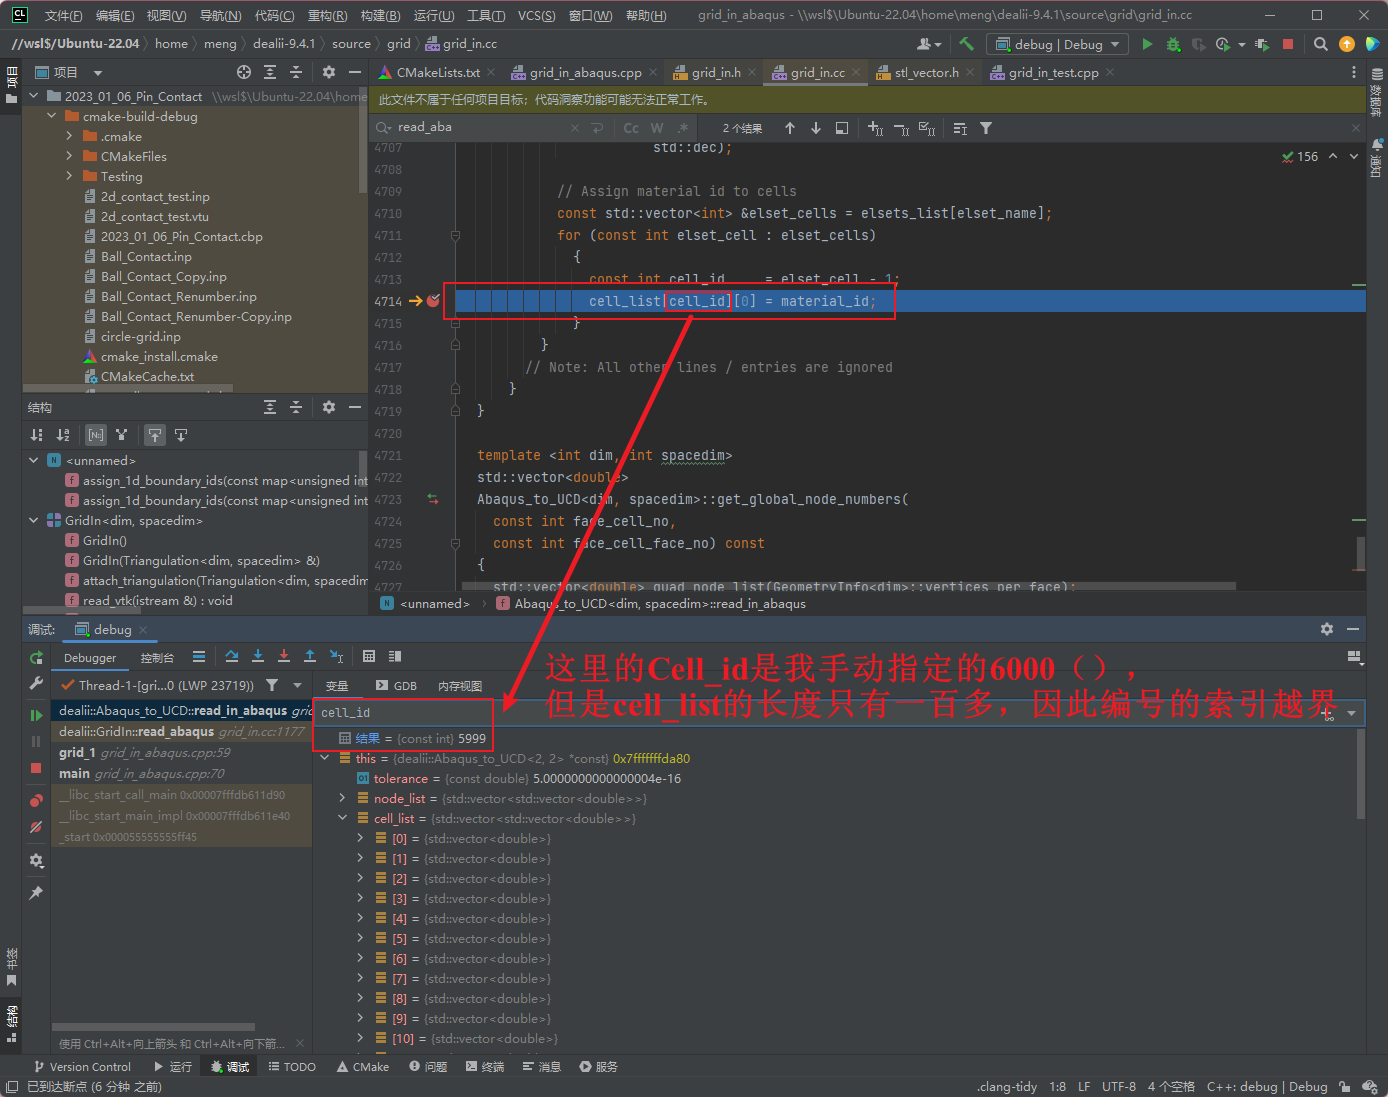 文件(F) 编辑(E) 视图(V) 导航(N) 代码(C) 重构(R) 构建(B) 运行(U) 工具(T) VCS(S) 窗口(W) 帮助(H) grid_in_abaqus - \\wsl$\Ubuntu-22.04\home\meng\dealii-9.4.1\source\grid\grid_in.cc
//wsl$/Ubuntu-22.04 home meng dealii-9.4.1 source grid grid_in.cc debug | Debug
项目 CMakeLists.txt grid_in_abaqus.cpp grid_in.h grid_in.cc stl_vector.h grid_in_test.cpp
2023_01_06_Pin_Contact \\wsl$\Ubuntu-22.04\home
此文件不属于任何项目目标；代码洞察功能可能无法正常工作。
cmake-build-debug
.cmake
CMakeFiles
Testing
2d_contact_test.inp
2d_contact_test.vtu
2023_01_06_Pin_Contact.cbp
Ball_Contact.inp
Ball_Contact_Copy.inp
Ball_Contact_Renumber.inp
Ball_Contact_Renumber-Copy.inp
circle-grid.inp
cmake_install.cmake
CMakeCache.txt
read_aba Cc W .* 2 个结果
156
4707 std::dec);
4708
4709 // Assign material id to cells
4710 const std::vector<int> &elset_cells = elsets_list[elset_name];
4711 for (const int elset_cell : elset_cells)
4712 {
4713 const int cell_id = elset_cell - 1;
4714 cell_list[cell_id][0] = material_id;
4715 }
4716 }
4717 // Note: All other lines / entries are ignored
4718 }
4719 }
4720
4721 template <int dim, int spacedim>
4722 std::vector<double>
4723 Abaqus_to_UCD<dim, spacedim>::get_global_node_numbers(
4724 const int face_cell_no,
4725 const int face_cell_face_no) const
4726 {
4727 std::vector<double> quad_node_list(GeometryInfo<dim>::vertices_per_face);
<unnamed> Abaqus_to_UCD<dim, spacedim>::read_in_abaqus
结构
<unnamed>
assign_1d_boundary_ids(const map<unsigned int
assign_1d_boundary_ids(const map<unsigned int
GridIn<dim, spacedim>
GridIn()
GridIn(Triangulation<dim, spacedim> &)
attach_triangulation(Triangulation<dim, spacedim
read_vtk(istream &) : void
项目
数据库
通知
调试: debug
Debugger 控制台
Thread-1-[gri...0 (LWP 23719)) 变量 GDB 内存视图
dealii::Abaqus_to_UCD::read_in_abaqus grid_in
dealii::GridIn::read_abaqus grid_in.cc:1177
grid_1 grid_in_abaqus.cpp:59
main grid_in_abaqus.cpp:70
__libc_start_call_main 0x00007fffdb611d90
__libc_start_main_impl 0x00007fffdb611e40
_start 0x000055555555ff45
这里的Cell_id是我手动指定的6000（），
但是cell_list的长度只有一百多，因此编号的索引越界
cell_id
结果 = {const int} 5999
this = {dealii::Abaqus_to_UCD<2, 2> *const} 0x7fffffffda80
tolerance = {const double} 5.0000000000000004e-16
node_list = {std::vector<std::vector<double>>}
cell_list = {std::vector<std::vector<double>>}
[0] = {std::vector<double>}
[1] = {std::vector<double>}
[2] = {std::vector<double>}
[3] = {std::vector<double>}
[4] = {std::vector<double>}
[5] = {std::vector<double>}
[6] = {std::vector<double>}
[7] = {std::vector<double>}
[8] = {std::vector<double>}
[9] = {std::vector<double>}
[10] = {std::vector<double>}
书签
结构
使用 Ctrl+Alt+向上箭头 和 Ctrl+Alt+向下箭...
Version Control 运行 调试 TODO CMake 问题 终端 消息 服务
已到达断点 (6 分钟 之前) .clang-tidy 1:8 LF UTF-8 4 个空格 C++: debug | Debug